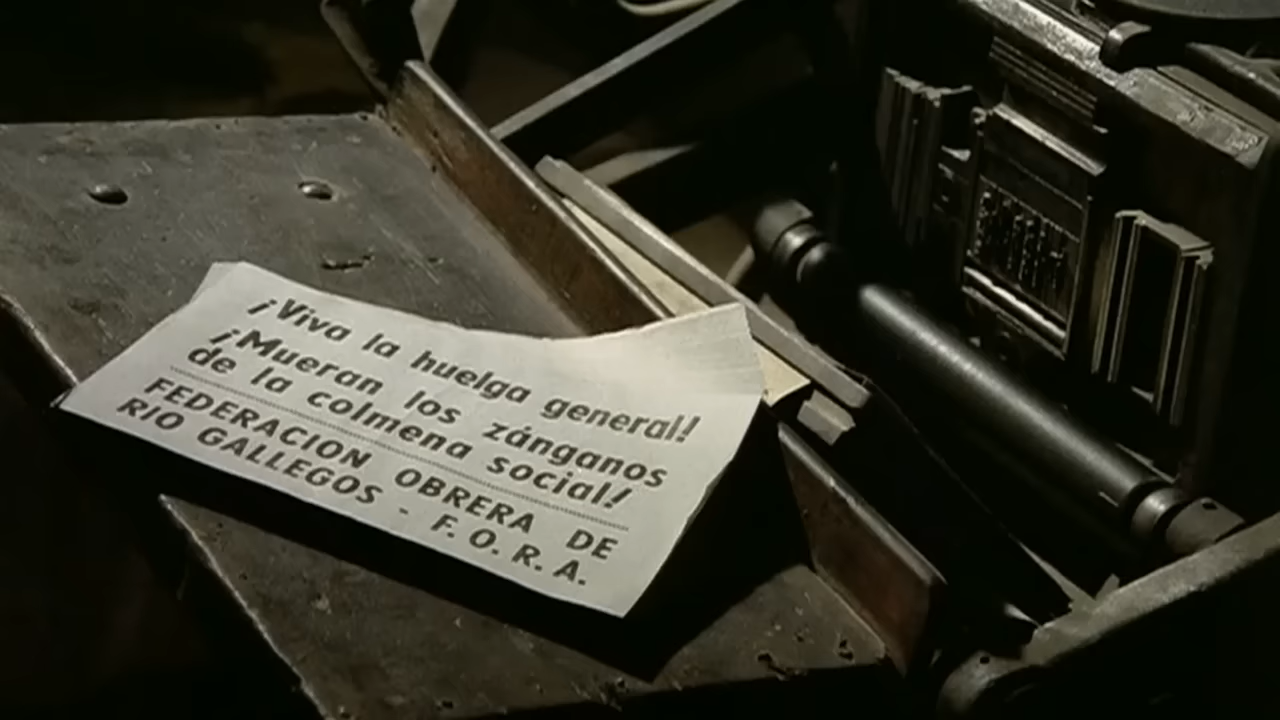 ¡Viva la huelga general!
¡Mueran los zánganos
de la colmena social!
FEDERACION OBRERA DE
RIO GALLEGOS - F. O. R. A.